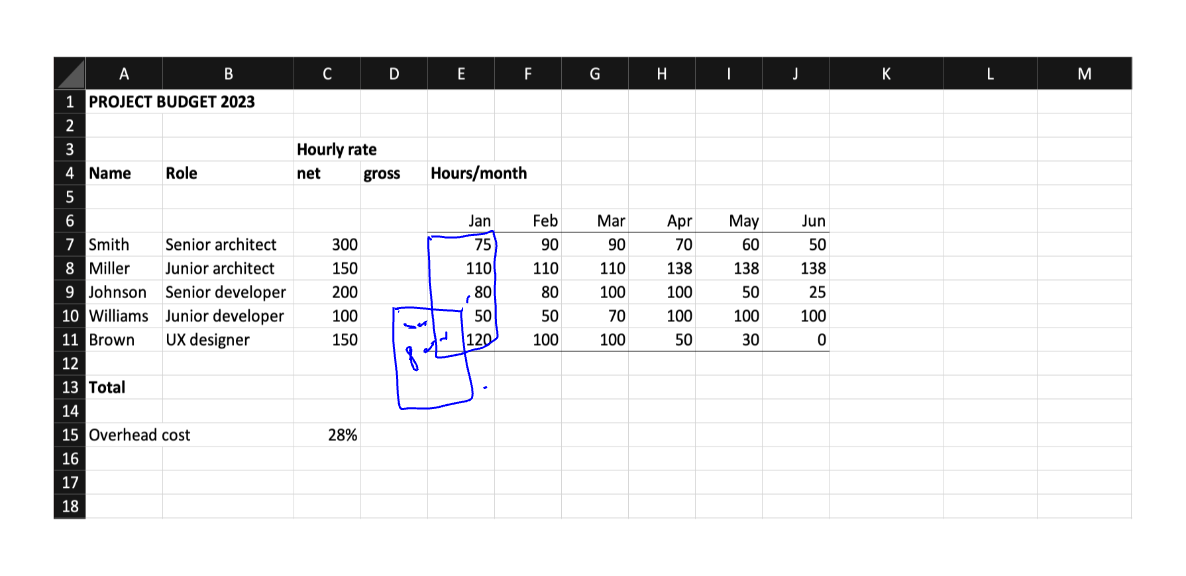 A B C D E F G H I J K L M
1 PROJECT BUDGET 2023
2
3 Hourly rate
4 Name Role net gross Hours/month
5
6 Jan Feb Mar Apr May Jun
7 Smith Senior architect 300 75 90 90 70 60 50
8 Miller Junior architect 150 110 110 110 138 138 138
9 Johnson Senior developer 200 80 80 100 100 50 25
10 Williams Junior developer 100 50 50 70 100 100 100
11 Brown UX designer 150 120 100 100 50 30 0
12
13 Total
14
15 Overhead cost 28%
16
17
18